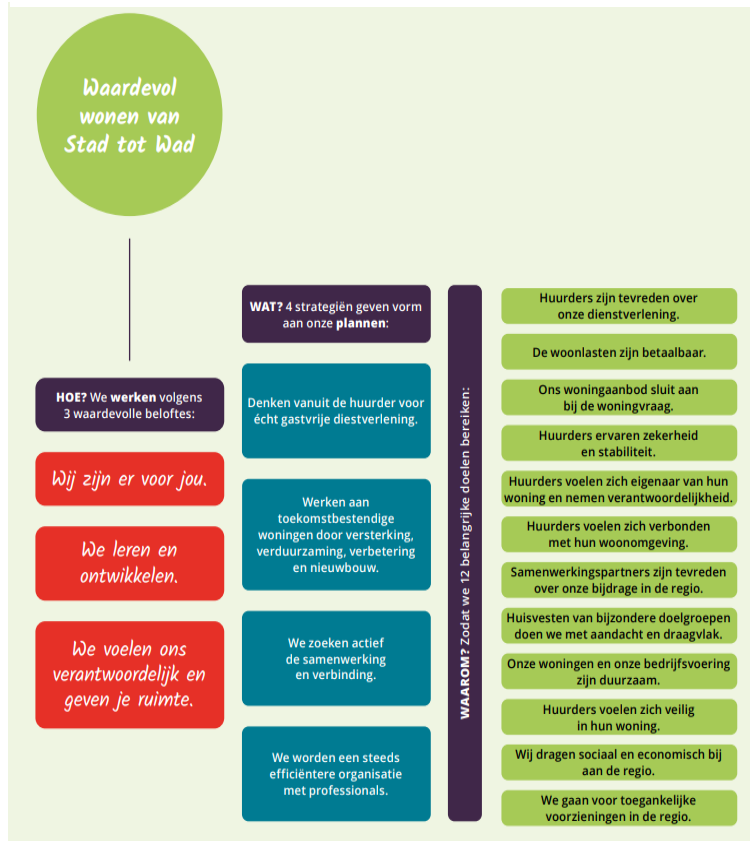 Waardevol
wonen van
Stad tot Wad
HOE? We werken volgens
3 waardevolle beloftes:
Wij zijn er voor jou.
We leren en
ontwikkelen.
We voelen ons
verantwoordelijk en
geven je ruimte.
WAT? 4 strategiën geven vorm
aan onze plannen:
Denken vanuit de huurder voor
écht gastvrije diestverlening.
Werken aan
toekomstbestendige
woningen door versterking,
verduurzaming, verbetering
en nieuwbouw.
We zoeken actief
de samenwerking
en verbinding.
We worden een steeds
efficiëntere organisatie
met professionals.
WAAROM? Zodat we 12 belangrijke doelen bereiken:
Huurders zijn tevreden over
onze dienstverlening.
De woonlasten zijn betaalbaar.
Ons woningaanbod sluit aan
bij de woningvraag.
Huurders ervaren zekerheid
en stabiliteit.
Huurders voelen zich eigenaar van hun
woning en nemen verantwoordelijkheid.
Huurders voelen zich verbonden
met hun woonomgeving.
Samenwerkingspartners zijn tevreden
over onze bijdrage in de regio.
Huisvesten van bijzondere doelgroepen
doen we met aandacht en draagvlak.
Onze woningen en onze bedrijfsvoering
zijn duurzaam.
Huurders voelen zich veilig
in hun woning.
Wij dragen sociaal en economisch bij
aan de regio.
We gaan voor toegankelijke
voorzieningen in de regio.